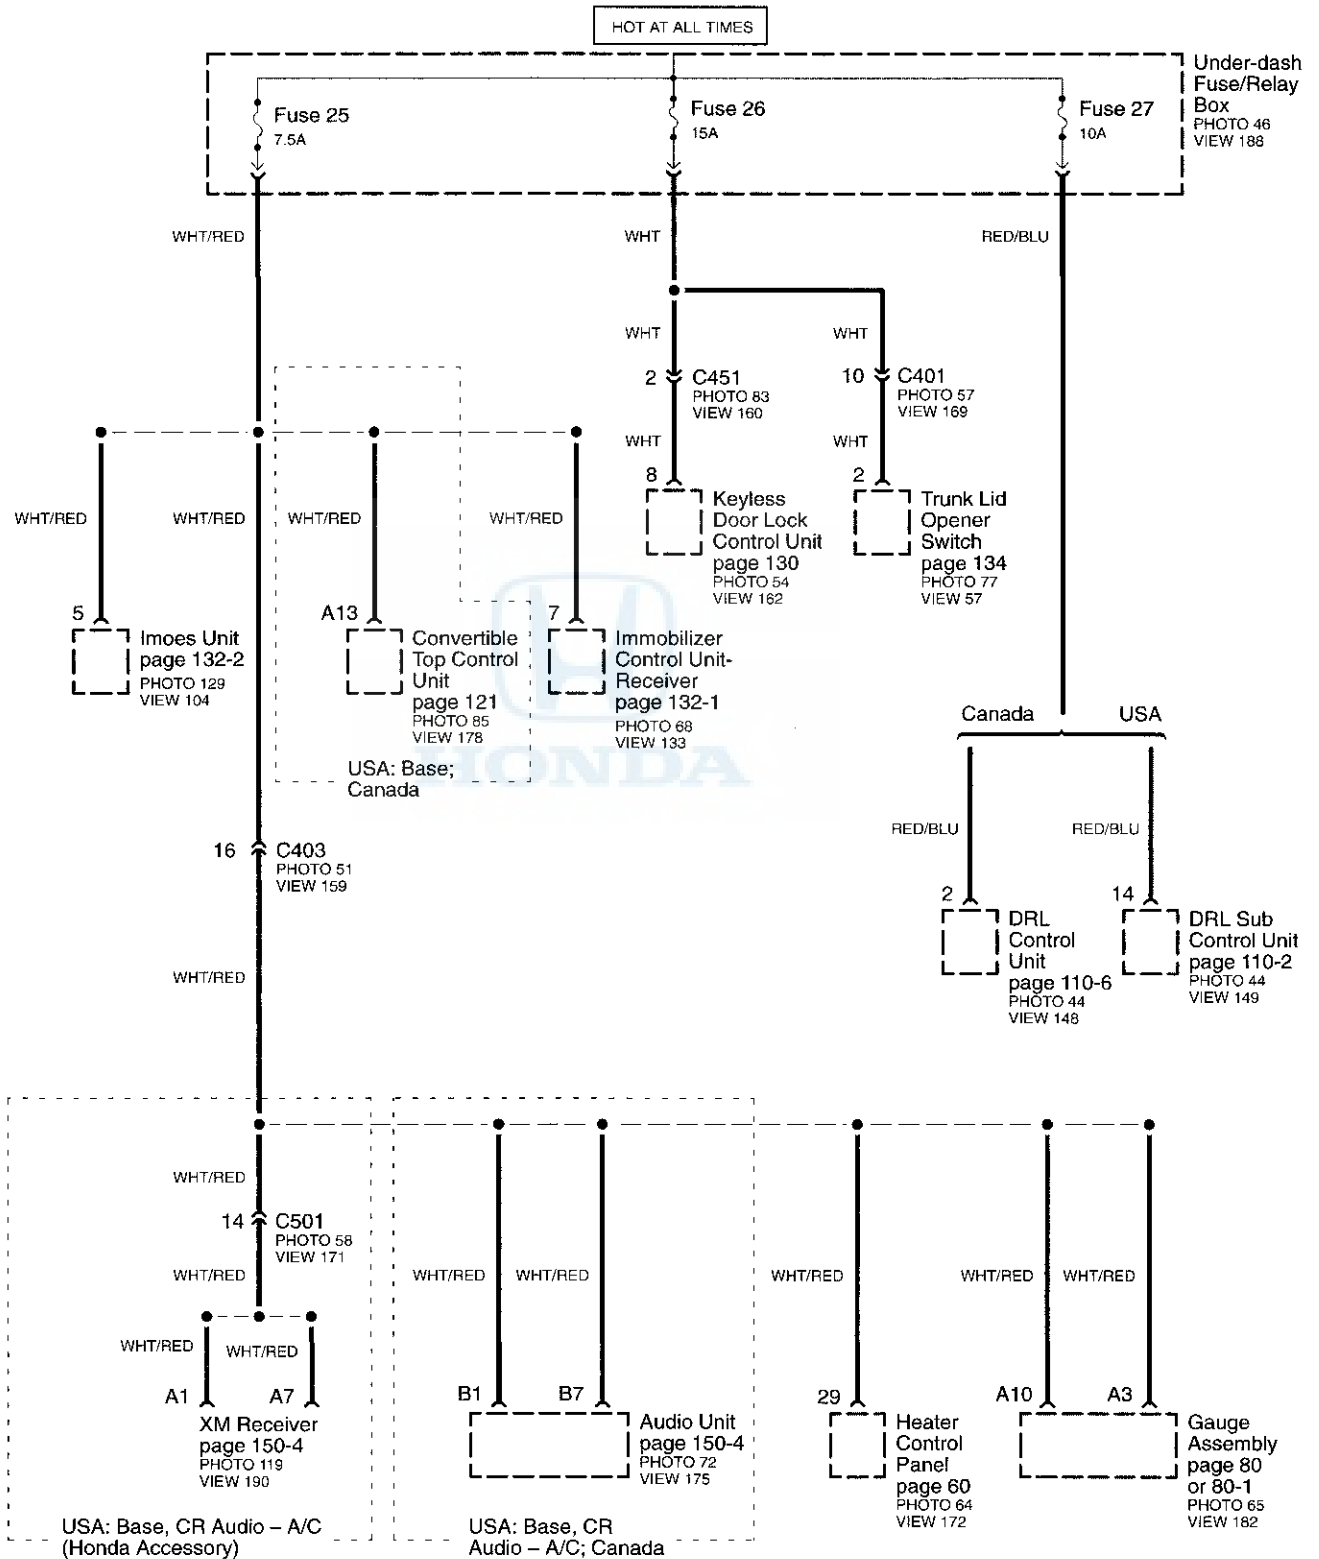 HOT AT ALL TIMES
Under-dash
Fuse/Relay
Box
PHOTO 46
VIEW 188
Fuse 25
7.5A
Fuse 26
15A
Fuse 27
10A
WHT/RED
WHT
RED/BLU
WHT
WHT
2
C451
PHOTO 83
VIEW 160
10
C401
PHOTO 57
VIEW 169
WHT
WHT
8
Keyless
Door Lock
Control Unit
page 130
PHOTO 54
VIEW 162
2
Trunk Lid
Opener
Switch
page 134
PHOTO 77
VIEW 57
WHT/RED
WHT/RED
WHT/RED
WHT/RED
5
Imoes Unit
page 132-2
PHOTO 129
VIEW 104
A13
Convertible
Top Control
Unit
page 121
PHOTO 85
VIEW 178
7
Immobilizer
Control Unit-
Receiver
page 132-1
PHOTO 68
VIEW 133
HONDA
USA: Base;
Canada
Canada
USA
RED/BLU
RED/BLU
16
C403
PHOTO 51
VIEW 159
2
DRL
Control
Unit
page 110-6
PHOTO 44
VIEW 148
14
DRL Sub
Control Unit
page 110-2
PHOTO 44
VIEW 149
WHT/RED
WHT/RED
14
C501
PHOTO 58
VIEW 171
WHT/RED
WHT/RED
WHT/RED
WHT/RED
WHT/RED
WHT/RED
WHT/RED
WHT/RED
A1
A7
XM Receiver
page 150-4
PHOTO 119
VIEW 190
B1
B7
Audio Unit
page 150-4
PHOTO 72
VIEW 175
29
Heater
Control
Panel
page 60
PHOTO 64
VIEW 172
A10
A3
Gauge
Assembly
page 80
or 80-1
PHOTO 65
VIEW 182
USA: Base, CR Audio – A/C
(Honda Accessory)
USA: Base, CR
Audio – A/C; Canada